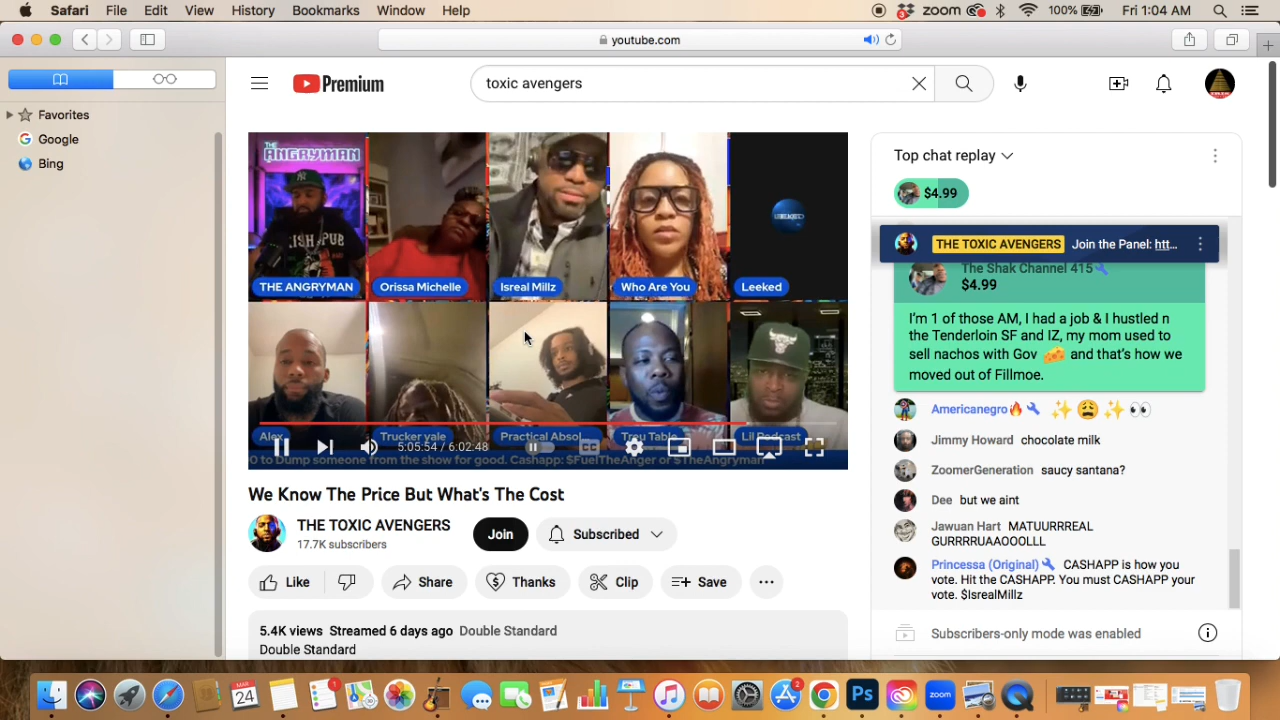 Safari File Edit View History Bookmarks Window Help
3 zoom 100% Fri 1:04 AM
youtube.com
Premium
toxic avengers
Favorites
Google
Bing
THE ANGRYMAN
THE ANGRYMAN Orissa Michelle Isreal Millz Who Are You Leeked
Alex Trucker yale Practical Absol Lil Podcast
5:05:54 / 6:02:48
0 to Dump someone from the show for good. Cashapp: $FuelTheAnger or $TheAngryman
We Know The Price But What's The Cost
THE TOXIC AVENGERS
17.7K subscribers
Join
Subscribed
Like
Share
Thanks
Clip
Save
5.4K views Streamed 6 days ago Double Standard
Double Standard
Top chat replay
$4.99
THE TOXIC AVENGERS Join the Panel: htt...
The Shak Channel 415
$4.99
I'm 1 of those AM, I had a job & I hustled n
the Tenderloin SF and IZ, my mom used to
sell nachos with Gov 🧀 and that's how we
moved out of Fillmoe.
Americanegro🔥 ✨😩✨👀
Jimmy Howard chocolate milk
ZoomerGeneration saucy santana?
Dee but we aint
Jawuan Hart MATUURRREAL
GURRRRUAAOOOLLL
Princessa (Original) CASHAPP is how you
vote. Hit the CASHAPP. You must CASHAPP your
vote. $IsrealMillz
Subscribers-only mode was enabled
MAR
24
1
2
Ps
zoom